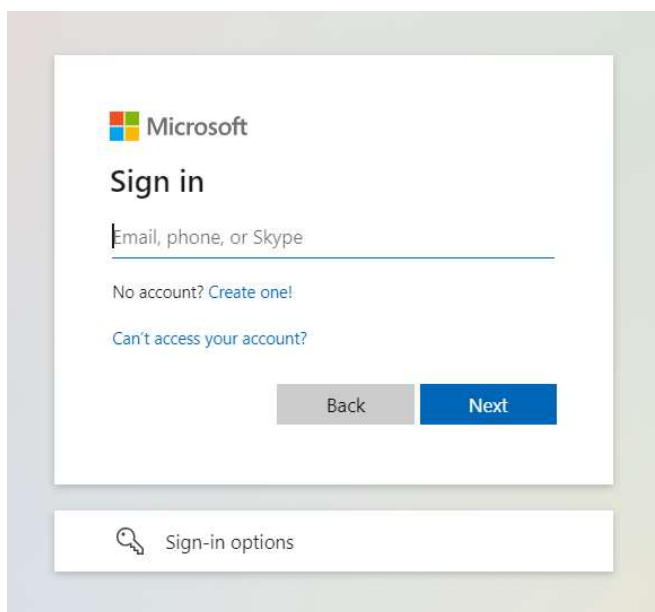 Microsoft
Sign in
Email, phone, or Skype
No account? Create one!
Can't access your account?
Back Next
Sign-in options